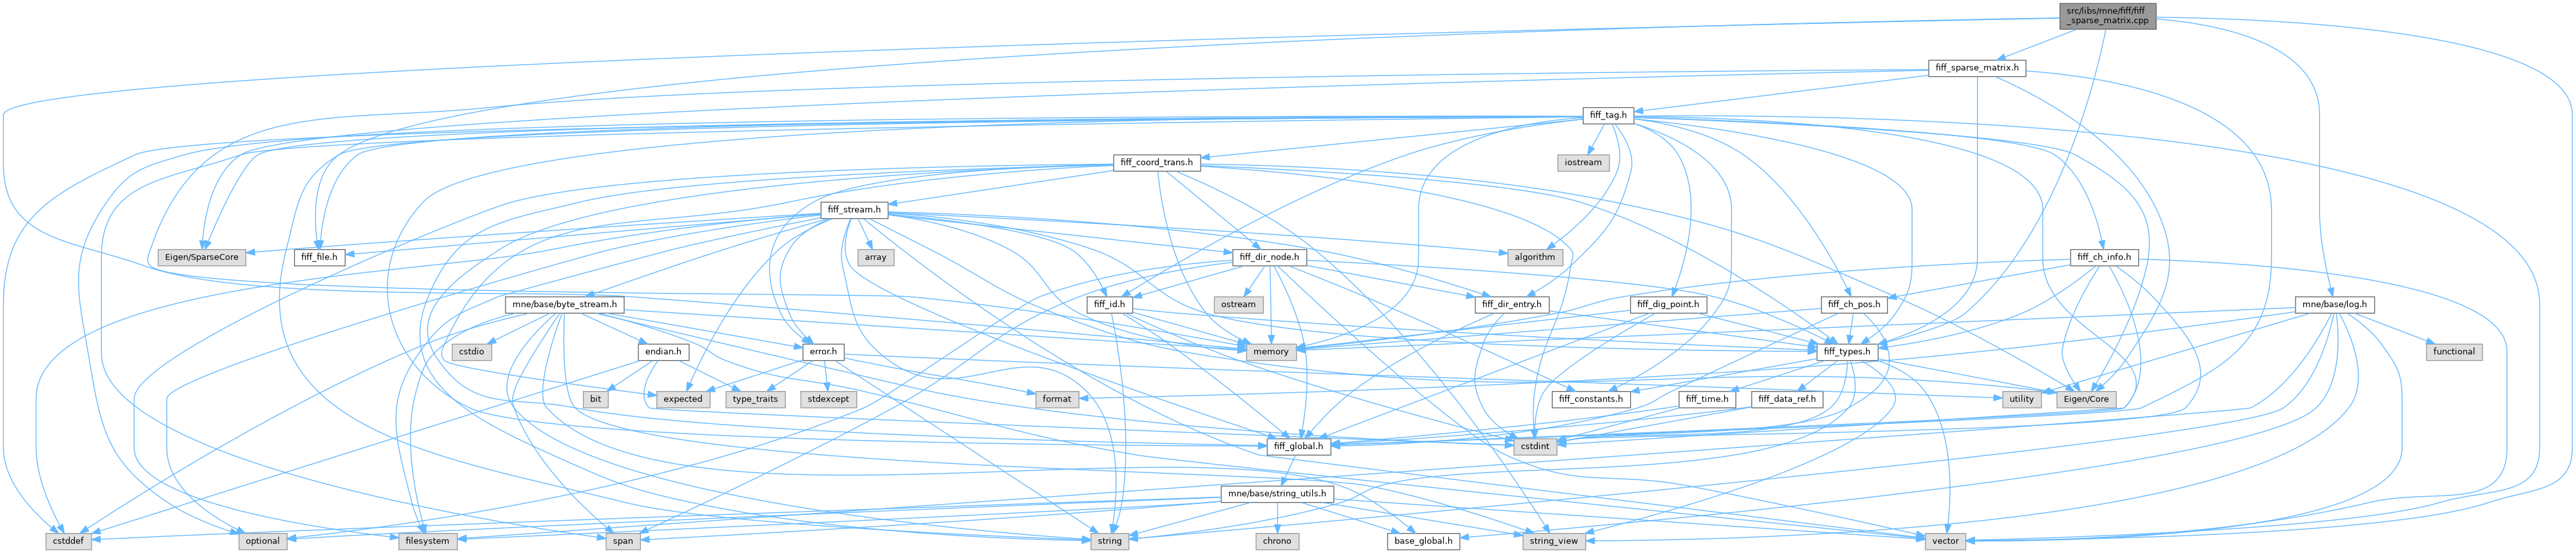 src/libs/mne/fiff/fiff
_sparse_matrix.cpp
fiff_sparse_matrix.h
fiff_tag.h
fiff_coord_trans.h
iostream
fiff_stream.h
Eigen/SparseCore
fiff_file.h
array
algorithm
fiff_dir_node.h
fiff_ch_info.h
mne/base/byte_stream.h
fiff_id.h
ostream
fiff_dir_entry.h
fiff_dig_point.h
fiff_ch_pos.h
mne/base/log.h
cstdio
endian.h
error.h
memory
fiff_types.h
functional
bit
expected
type_traits
stdexcept
format
fiff_constants.h
fiff_time.h
fiff_data_ref.h
utility
Eigen/Core
fiff_global.h
cstdint
mne/base/string_utils.h
cstddef
optional
filesystem
span
string
chrono
base_global.h
string_view
vector